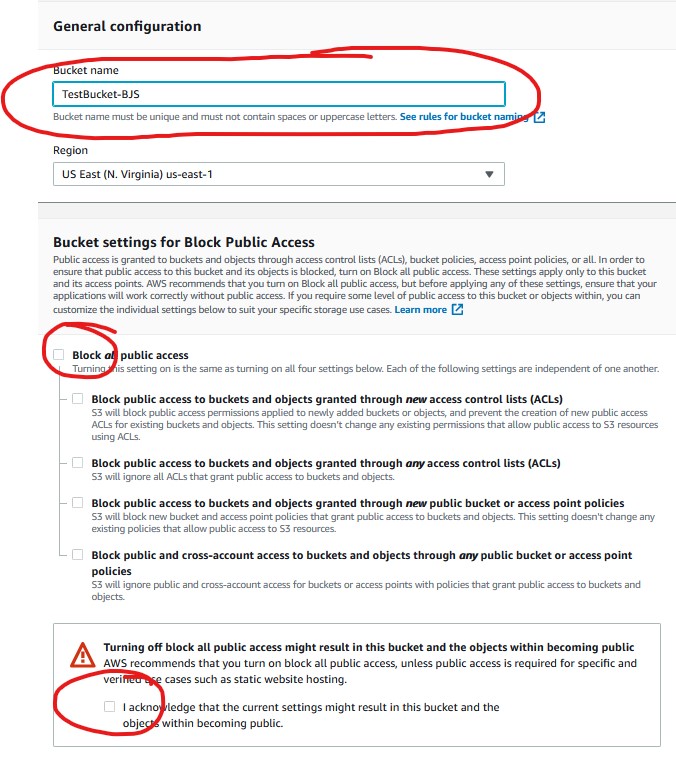 General configuration
Bucket name
TestBucket-BJS
Bucket name must be unique and must not contain spaces or uppercase letters. See rules for bucket naming
Region
US East (N. Virginia) us-east-1
Bucket settings for Block Public Access
Public access is granted to buckets and objects through access control lists (ACLs), bucket policies, access point policies, or all. In order to
ensure that public access to this bucket and its objects is blocked, turn on Block all public access. These settings apply only to this bucket
and its access points. AWS recommends that you turn on Block all public access, but before applying any of these settings, ensure that your
applications will work correctly without public access. If you require some level of public access to this bucket or objects within, you can
customize the individual settings below to suit your specific storage use cases. Learn more
Block all public access
Turning this setting on is the same as turning on all four settings below. Each of the following settings are independent of one another.
Block public access to buckets and objects granted through new access control lists (ACLs)
S3 will block public access permissions applied to newly added buckets or objects, and prevent the creation of new public access
ACLs for existing buckets and objects. This setting doesn't change any existing permissions that allow public access to S3 resources
using ACLs.
Block public access to buckets and objects granted through any access control lists (ACLs)
S3 will ignore all ACLs that grant public access to buckets and objects.
Block public access to buckets and objects granted through new public bucket or access point policies
S3 will block new bucket and access point policies that grant public access to buckets and objects. This setting doesn't change any
existing policies that allow public access to S3 resources.
Block public and cross-account access to buckets and objects through any public bucket or access point
policies
S3 will ignore public and cross-account access for buckets or access points with policies that grant public access to buckets and
objects.
Turning off block all public access might result in this bucket and the objects within becoming public
AWS recommends that you turn on block all public access, unless public access is required for specific and
verified use cases such as static website hosting.
I acknowledge that the current settings might result in this bucket and the
objects within becoming public.